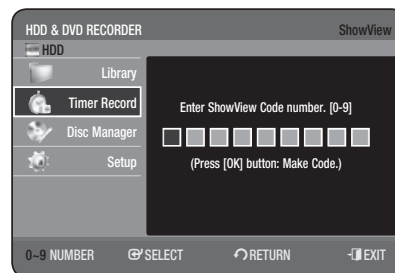 HDD & DVD RECORDER ShowView
HDD
Library
Timer Record
Disc Manager
Setup
Enter ShowView Code number. [0-9]
(Press [OK] button: Make Code.)
0~9 NUMBER SELECT RETURN EXIT